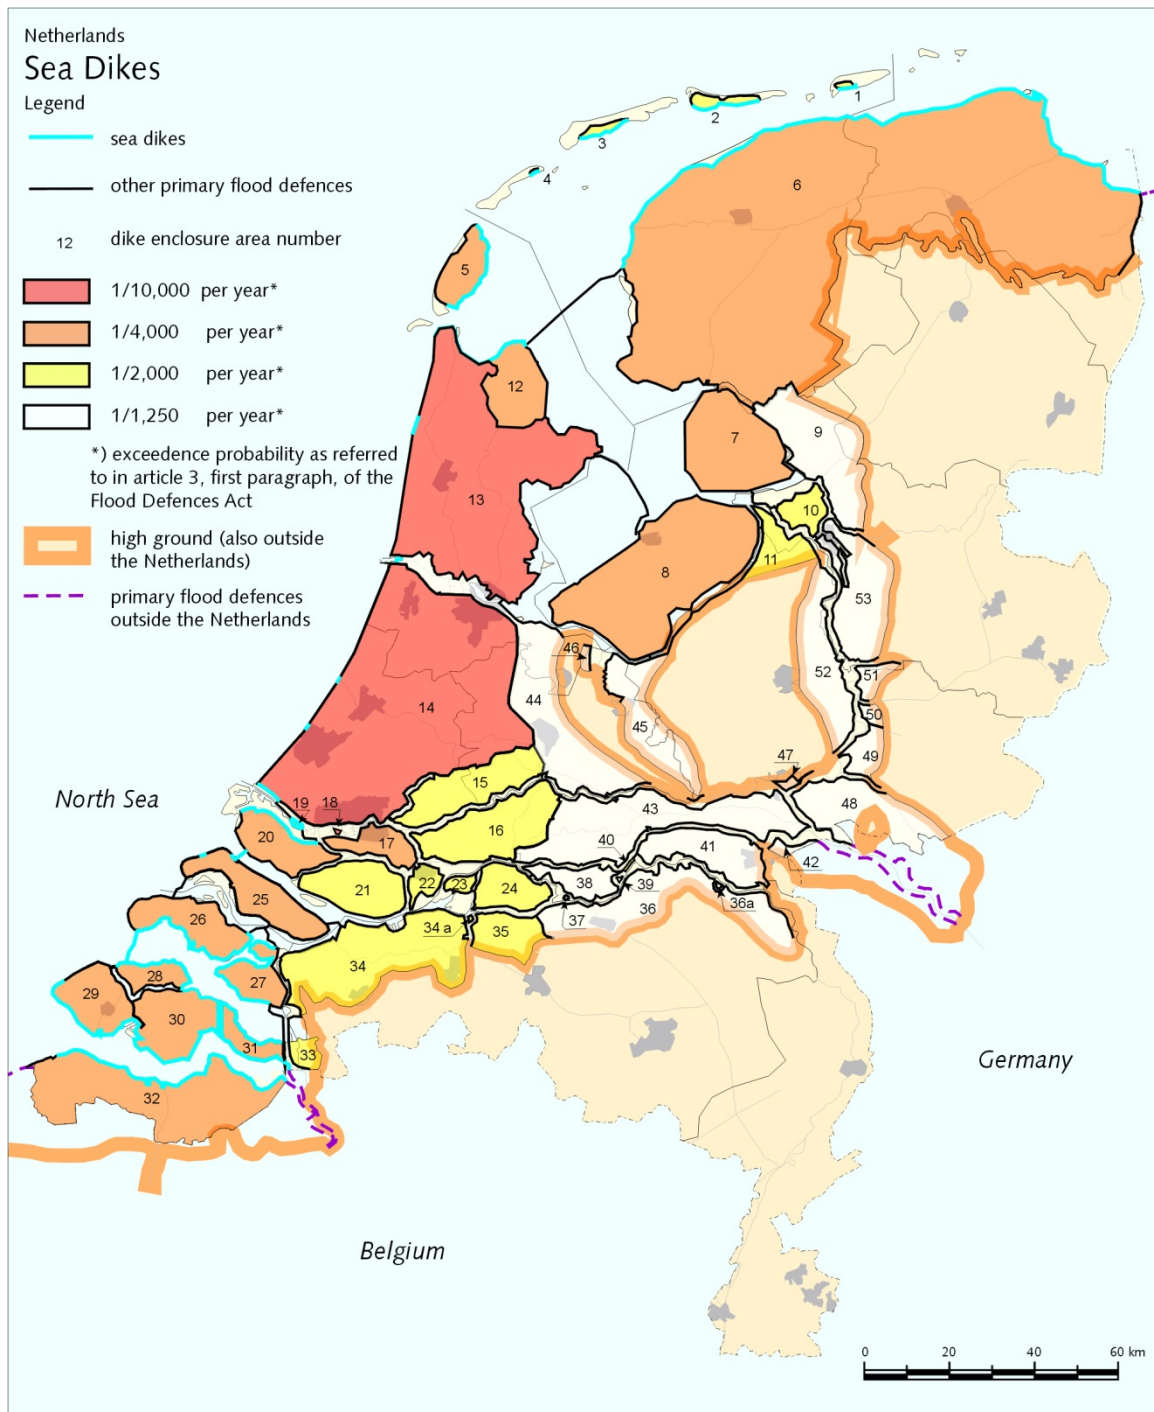 Netherlands
Sea Dikes
Legend
sea dikes
other primary flood defences
12 dike enclosure area number
1/10,000 per year*
1/4,000 per year*
1/2,000 per year*
1/1,250 per year*
*) exceedence probability as referred
to in article 3, first paragraph, of the
Flood Defences Act
high ground (also outside
the Netherlands)
primary flood defences
outside the Netherlands
1
2
3
4
5
6
7
8
9
10
11
12
13
14
15
16
17
18
19
20
21
22
23
24
25
26
27
28
29
30
31
32
33
34
34 a
35
36
36a
37
38
39
40
41
42
43
44
45
46
47
48
49
50
51
52
53
North Sea
Germany
Belgium
0 20 40 60 km